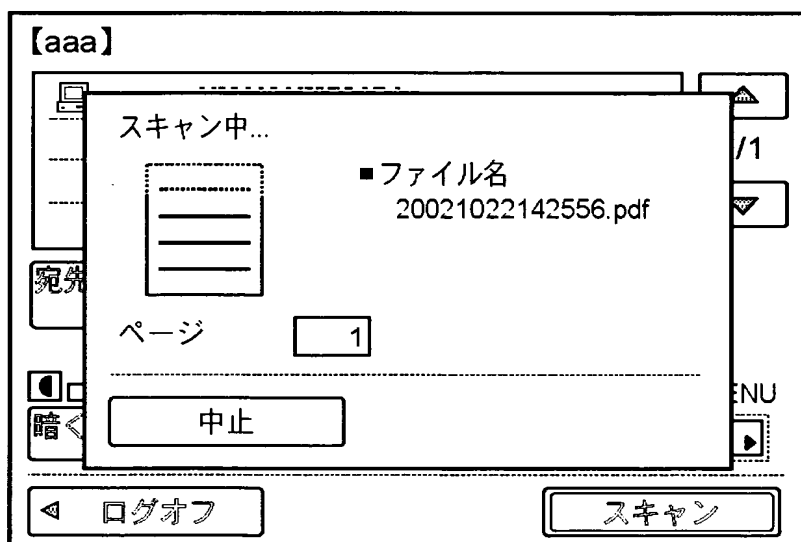 【aaa】
スキャン中...
/1
■ファイル名
20021022142556.pdf
宛先
ページ 1
ENU
暗く
中止
ログオフ
スキャン